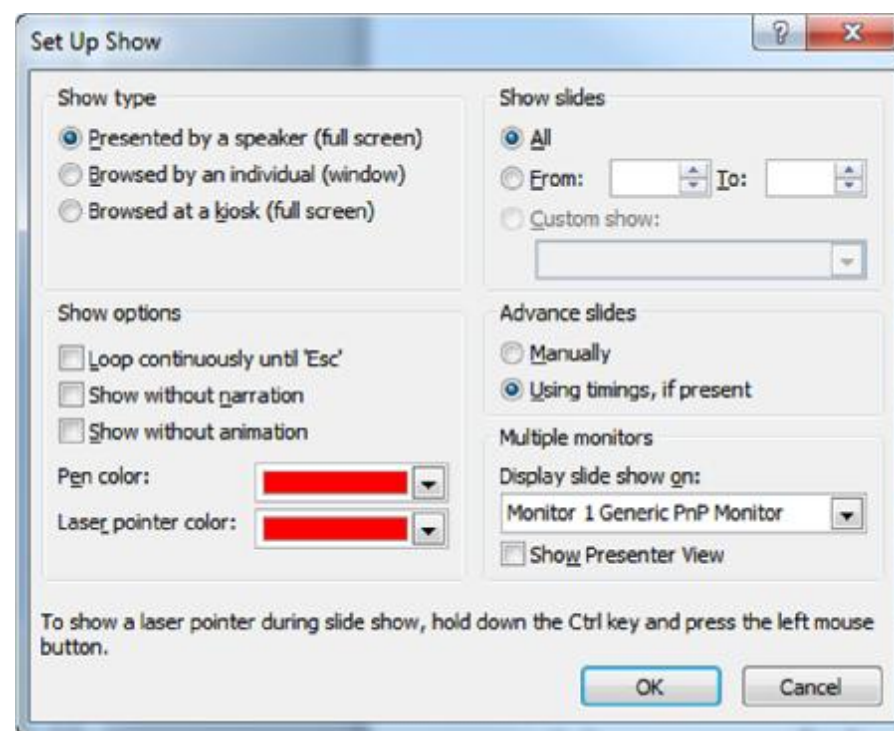 Set Up Show
Show type
Presented by a speaker (full screen)
Browsed by an individual (window)
Browsed at a kiosk (full screen)
Show slides
All
From: To:
Custom show:
Show options
Loop continuously until 'Esc'
Show without narration
Show without animation
Pen color:
Laser pointer color:
Advance slides
Manually
Using timings, if present
Multiple monitors
Display slide show on:
Monitor 1 Generic PnP Monitor
Show Presenter View
To show a laser pointer during slide show, hold down the Ctrl key and press the left mouse
button.
OK Cancel